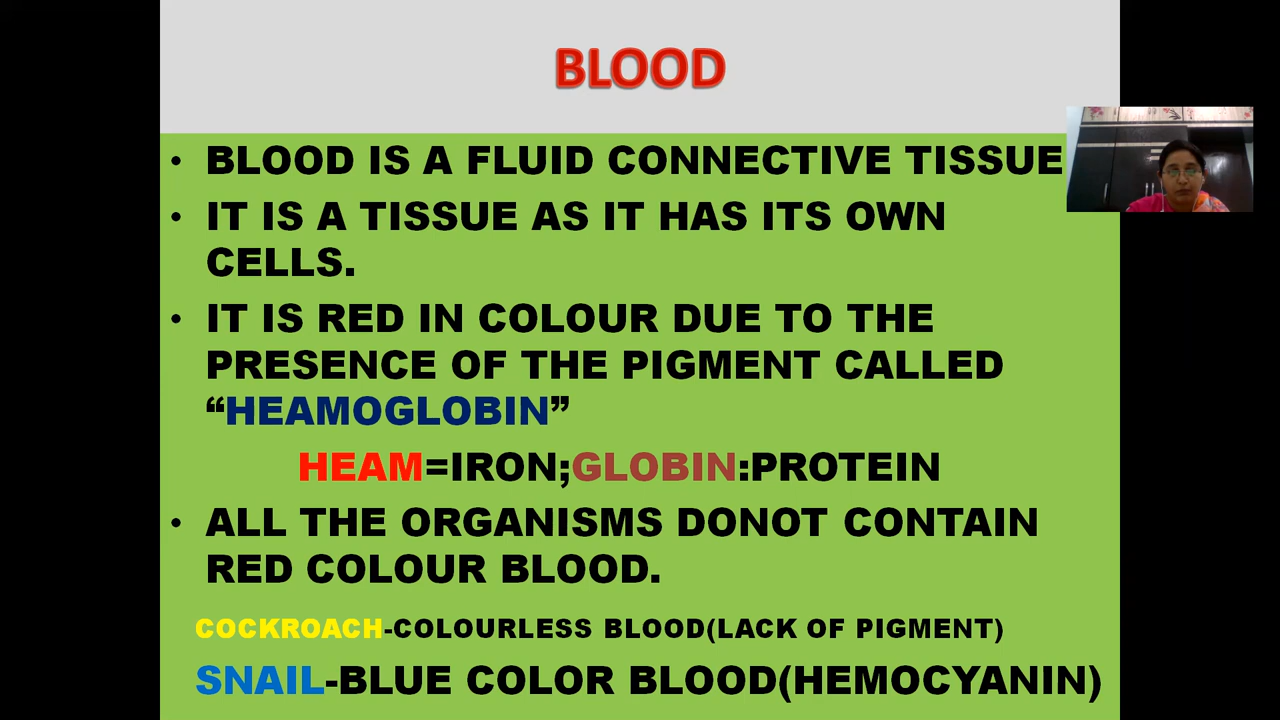 BLOOD
• BLOOD IS A FLUID CONNECTIVE TISSUE
• IT IS A TISSUE AS IT HAS ITS OWN
CELLS.
• IT IS RED IN COLOUR DUE TO THE
PRESENCE OF THE PIGMENT CALLED
“HEAMOGLOBIN”
HEAM=IRON;GLOBIN:PROTEIN
• ALL THE ORGANISMS DONOT CONTAIN
RED COLOUR BLOOD.
COCKROACH-COLOURLESS BLOOD(LACK OF PIGMENT)
SNAIL-BLUE COLOR BLOOD(HEMOCYANIN)